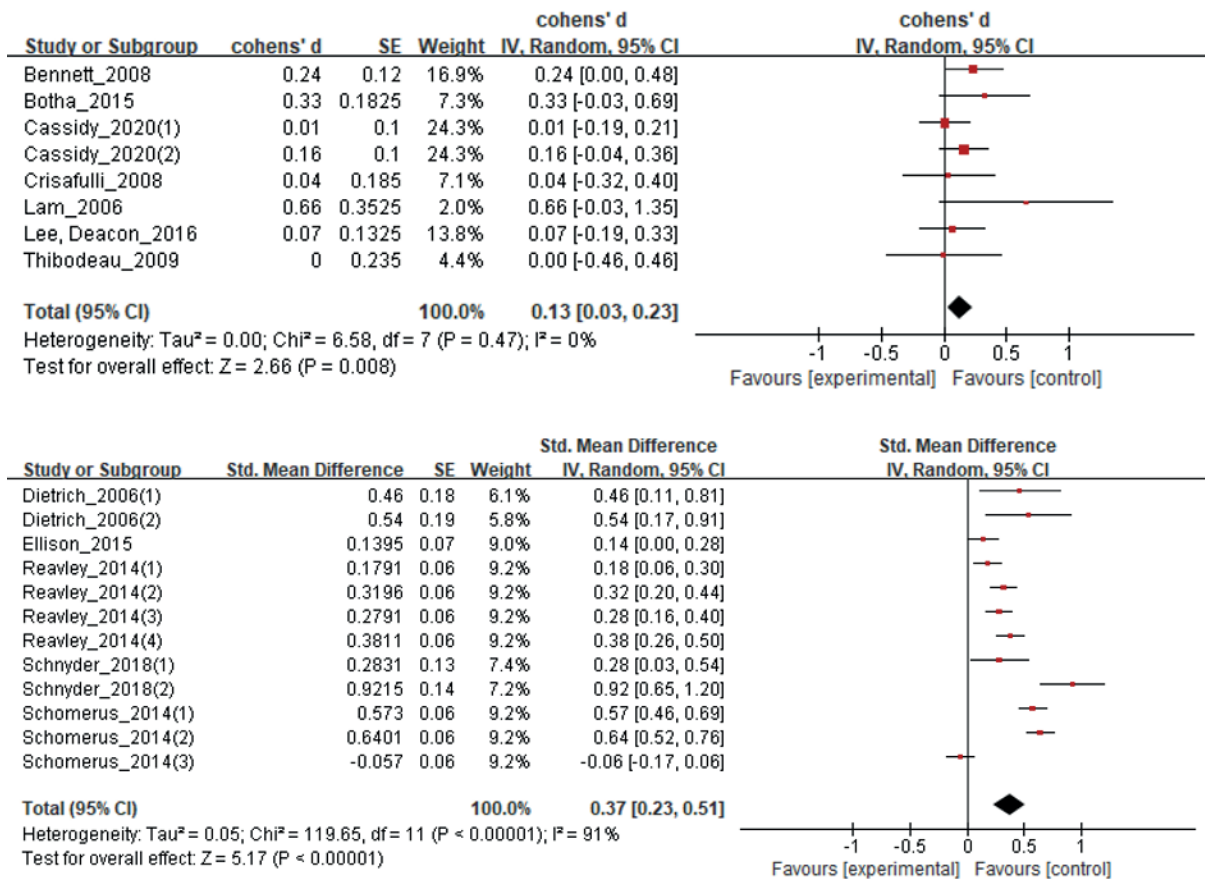 cohens' d cohens' d
Study or Subgroup cohens' d SE Weight IV, Random, 95% CI IV, Random, 95% CI
Bennett_2008 0.24 0.12 16.9% 0.24 [0.00, 0.48]
Botha_2015 0.33 0.1825 7.3% 0.33 [-0.03, 0.69]
Cassidy_2020(1) 0.01 0.1 24.3% 0.01 [-0.19, 0.21]
Cassidy_2020(2) 0.16 0.1 24.3% 0.16 [-0.04, 0.36]
Crisafulli_2008 0.04 0.185 7.1% 0.04 [-0.32, 0.40]
Lam_2006 0.66 0.3525 2.0% 0.66 [-0.03, 1.35]
Lee, Deacon_2016 0.07 0.1325 13.8% 0.07 [-0.19, 0.33]
Thibodeau_2009 0 0.235 4.4% 0.00 [-0.46, 0.46]
Total (95% CI) 100.0% 0.13 [0.03, 0.23]
Heterogeneity: Tau² = 0.00; Chi² = 6.58, df = 7 (P = 0.47); I² = 0%
Test for overall effect: Z = 2.66 (P = 0.008)
-1 -0.5 0 0.5 1
Favours [experimental] Favours [control]
Std. Mean Difference Std. Mean Difference
Study or Subgroup Std. Mean Difference SE Weight IV, Random, 95% CI IV, Random, 95% CI
Dietrich_2006(1) 0.46 0.18 6.1% 0.46 [0.11, 0.81]
Dietrich_2006(2) 0.54 0.19 5.8% 0.54 [0.17, 0.91]
Ellison_2015 0.1395 0.07 9.0% 0.14 [0.00, 0.28]
Reavley_2014(1) 0.1791 0.06 9.2% 0.18 [0.06, 0.30]
Reavley_2014(2) 0.3196 0.06 9.2% 0.32 [0.20, 0.44]
Reavley_2014(3) 0.2791 0.06 9.2% 0.28 [0.16, 0.40]
Reavley_2014(4) 0.3811 0.06 9.2% 0.38 [0.26, 0.50]
Schnyder_2018(1) 0.2831 0.13 7.4% 0.28 [0.03, 0.54]
Schnyder_2018(2) 0.9215 0.14 7.2% 0.92 [0.65, 1.20]
Schomerus_2014(1) 0.573 0.06 9.2% 0.57 [0.46, 0.69]
Schomerus_2014(2) 0.6401 0.06 9.2% 0.64 [0.52, 0.76]
Schomerus_2014(3) -0.057 0.06 9.2% -0.06 [-0.17, 0.06]
Total (95% CI) 100.0% 0.37 [0.23, 0.51]
Heterogeneity: Tau² = 0.05; Chi² = 119.65, df = 11 (P < 0.00001); I² = 91%
Test for overall effect: Z = 5.17 (P < 0.00001)
-1 -0.5 0 0.5 1
Favours [experimental] Favours [control]